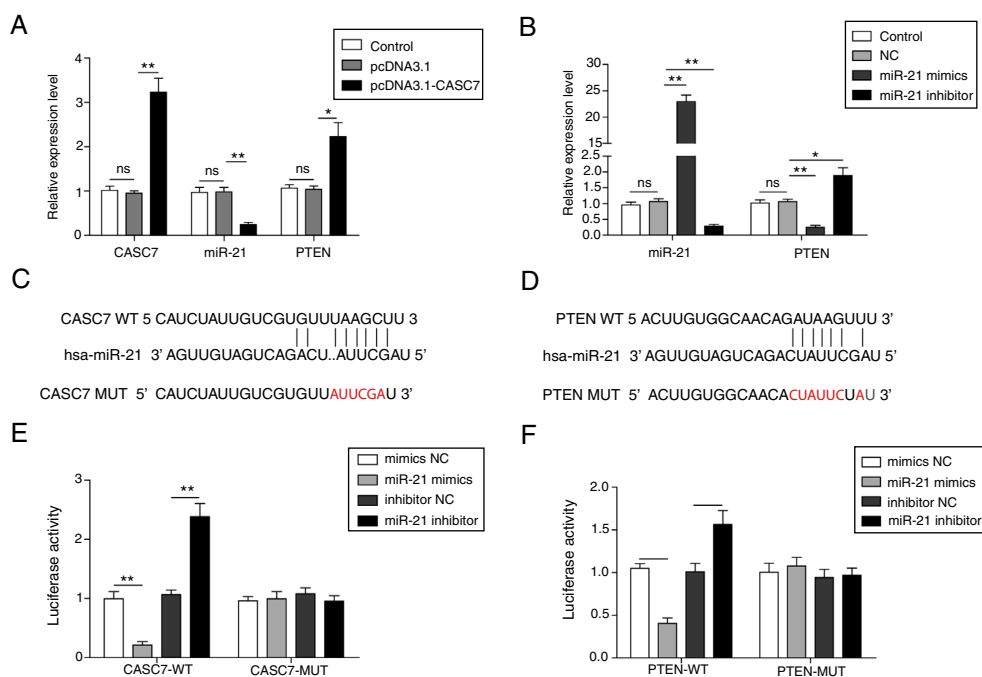 A
Control
pcDNA3.1
pcDNA3.1-CASC7
Relative expression level
4
3
2
1
0
ns
**
ns
**
ns
*
CASC7
miR-21
PTEN
B
Control
NC
miR-21 mimics
miR-21 inhibitor
Relative expression level
30
25
20
15
10
2.5
2.0
1.5
1.0
0.5
0.0
ns
**
**
ns
**
*
miR-21
PTEN
C
CASC7 WT 5 CAUCUAUUGUCGUGUUUAAGCUU 3
hsa-miR-21 3’ AGUUGUAGUCAGACU..AUUCGAU 5’
CASC7 MUT 5’ CAUCUAUUGUCGUGUUAUUCGAU 3’
D
PTEN WT 5’ ACUUGUGGCAACAGAUAAGUUU 3’
hsa-miR-21 3’ AGUUGUAGUCAGACUAUUCGAU 5’
PTEN MUT 5’ ACUUGUGGCAACACUAUUCUAU 3’
E
mimics NC
miR-21 mimics
inhibitor NC
miR-21 inhibitor
Luciferase activity
3
2
1
0
**
**
CASC7-WT
CASC7-MUT
F
mimics NC
miR-21 mimics
inhibitor NC
miR-21 inhibitor
Luciferase activity
2.0
1.5
1.0
0.5
0.0
PTEN-WT
PTEN-MUT